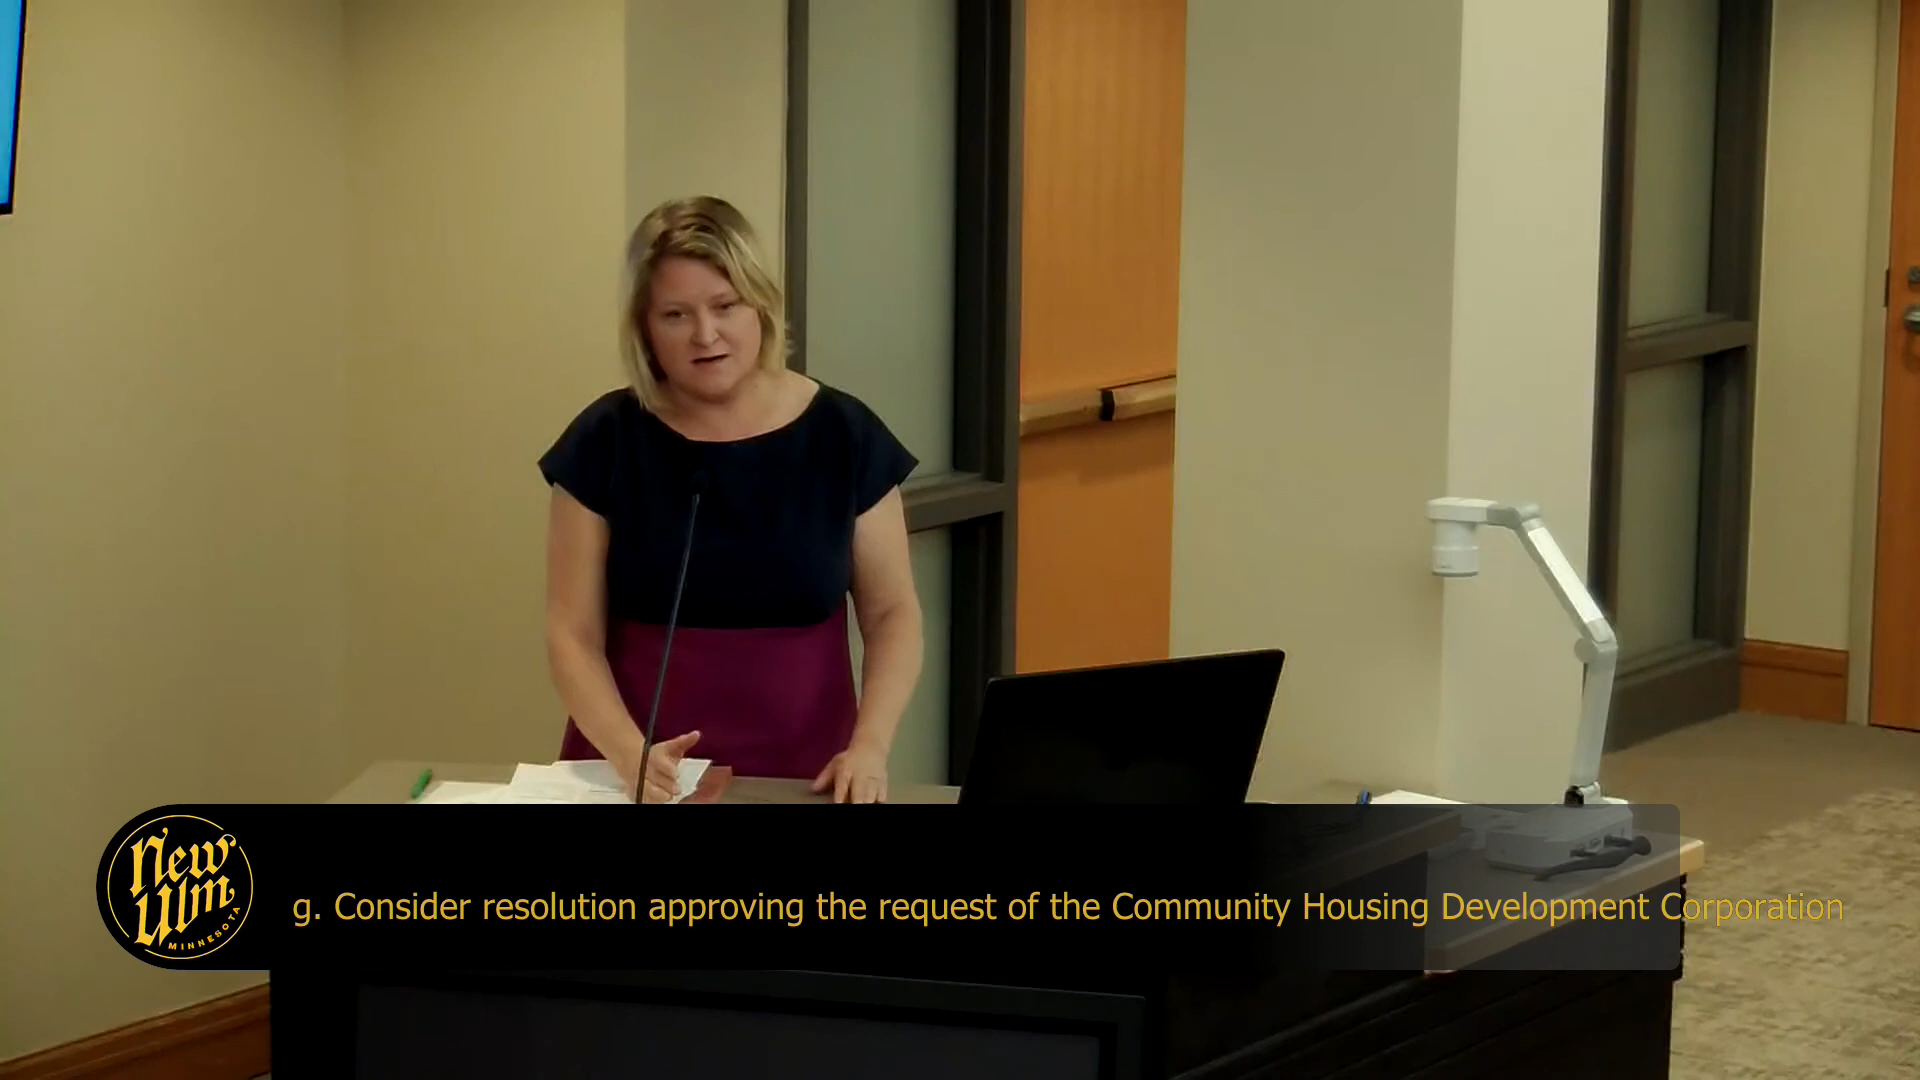 New
Ulm
MINNESOTA
g. Consider resolution approving the request of the Community Housing Development Corporation